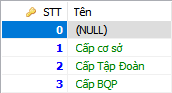 STT Tên
0 (NULL)
1 Cấp cơ sở
2 Cấp Tập Đoàn
3 Cấp BQP